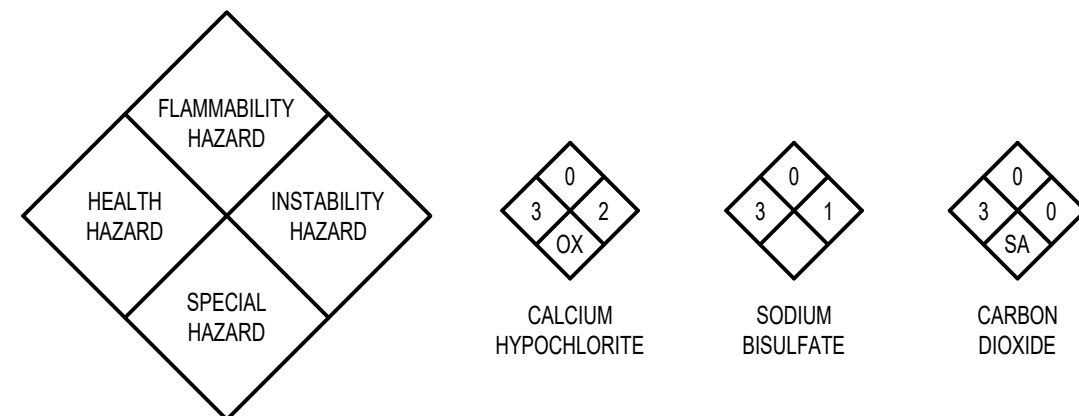 FLAMMABILITY
HAZARD
HEALTH
HAZARD
INSTABILITY
HAZARD
SPECIAL
HAZARD
0
3
2
OX
CALCIUM
HYPOCHLORITE
0
3
1
SODIUM
BISULFATE
0
3
0
SA
CARBON
DIOXIDE